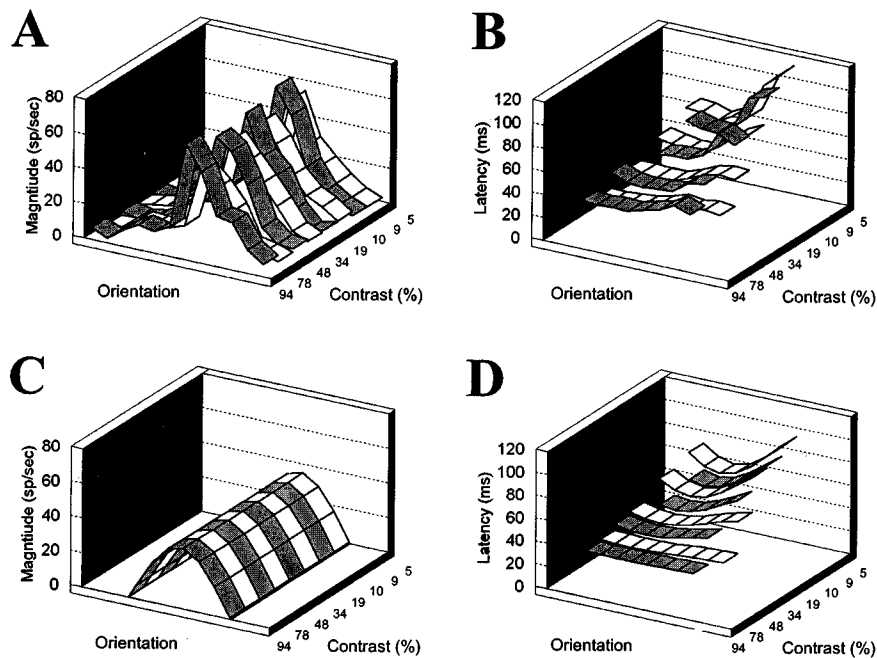 A
Magntiude (sp/sec)
80
60
40
20
0
Orientation
Contrast (%)
94 78 48 34 19 10 9 5
B
Latency (ms)
120
100
80
60
40
20
0
Orientation
Contrast (%)
94 78 48 34 19 10 9 5
C
Magntiude (sp/sec)
80
60
40
20
0
Orientation
Contrast (%)
94 78 48 34 19 10 9 5
D
Latency (ms)
120
100
80
60
40
20
0
Orientation
Contrast (%)
94 78 48 34 19 10 9 5